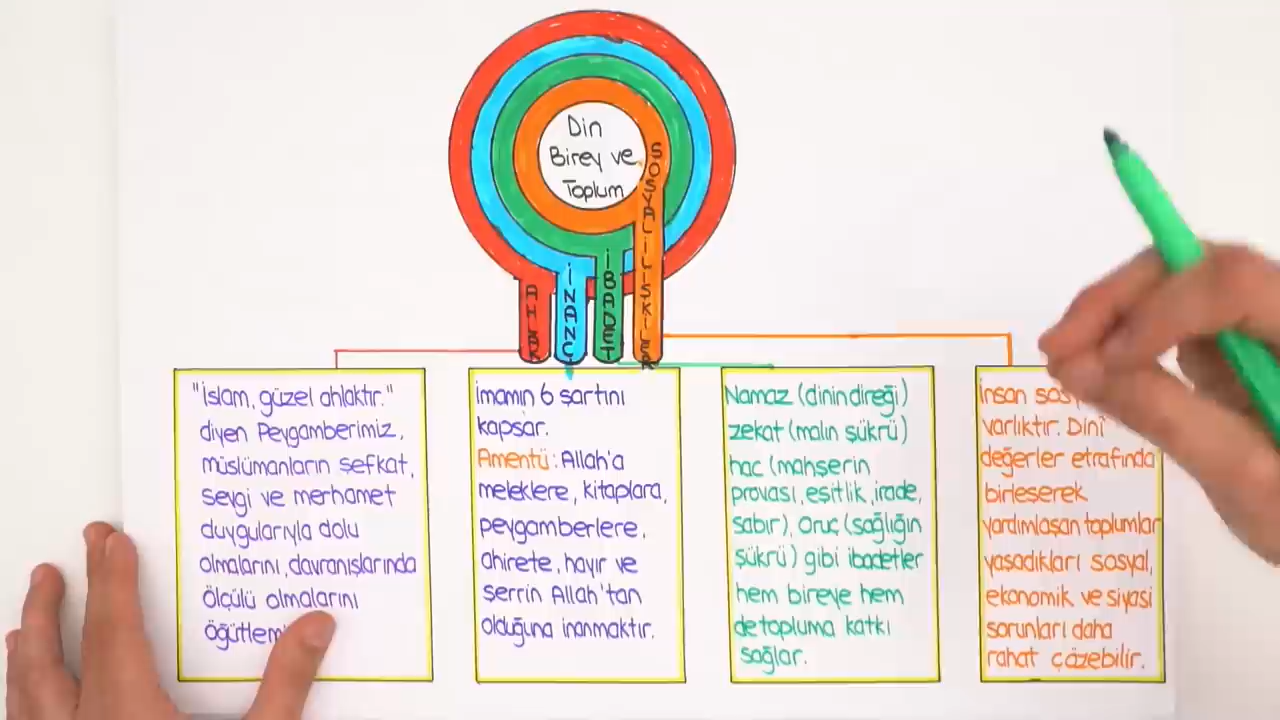 Din
Birey ve
Toplum
AHLAK
İNANÇ
İBADET
SOSYAL İLİŞKİLER
"İslam, güzel ahlaktır."
diyen Peygamberimiz,
müslümanların şefkat,
sevgi ve merhamet
duygularıyla dolu
olmalarını, davranışlarında
ölçülü olmalarını
İmanın 6 şartını
kapsar.
Amentü: Allah'a
meleklere, kitaplara,
peygamberlere,
ahirete, hayır ve
şerrin Allah'tan
olduğuna inanmaktır.
Namaz (dinin direği)
zekat (malın şükrü)
hac (mahşerin
provası, eşitlik, irade,
sabır), Oruç (sağlığın
şükrü) gibi ibadetler
hem bireye hem
de topluma katkı
sağlar.
İnsan
varlıktır. Dinî
değerler etrafında
birleşerek
yardımlaşan toplumlar
yaşadıkları sosyal,
ekonomik ve siyasi
sorunları daha
rahat çözebilir.